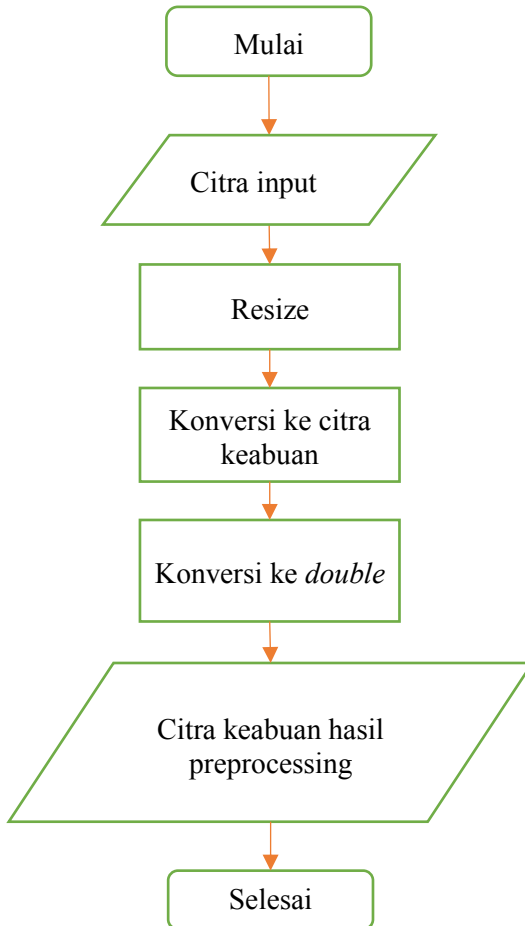 Mulai
Citra input
Resize
Konversi ke citra
keabuan
Konversi ke double
Citra keabuan hasil
preprocessing
Selesai